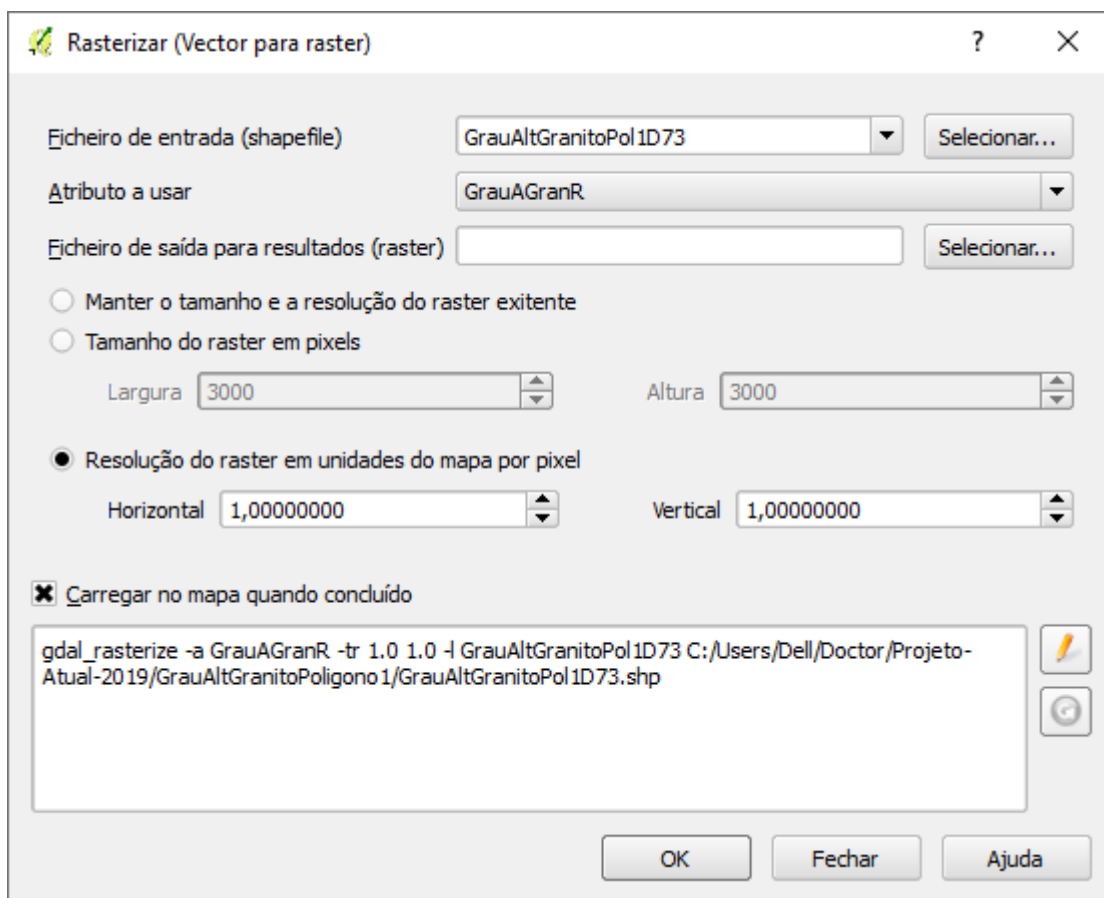 Rasterizar (Vector para raster)
Ficheiro de entrada (shapefile) GrauAltGranitoPol1D73 Selecionar...
Atributo a usar GrauAGranR
Ficheiro de saída para resultados (raster) Selecionar...
Manter o tamanho e a resolução do raster exitente
Tamanho do raster em pixels
Largura 3000 Altura 3000
Resolução do raster em unidades do mapa por pixel
Horizontal 1,00000000 Vertical 1,00000000
Carregar no mapa quando concluído
gdal_rasterize -a GrauAGranR -tr 1.0 1.0 -l GrauAltGranitoPol1D73 C:/Users/Dell/Doctor/Projeto-
Atual-2019/GrauAltGranitoPoligono1/GrauAltGranitoPol1D73.shp
OK Fechar Ajuda